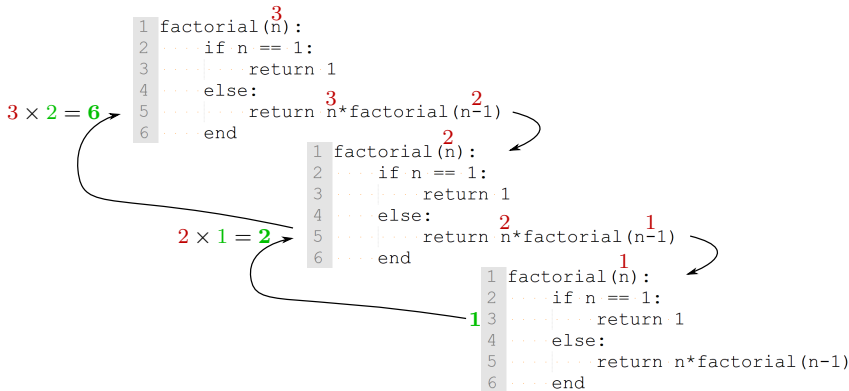 3
1 factorial(n):
2 if n == 1:
3 return 1
4 else:
3 2
3 × 2 = 6 5 return n*factorial(n-1)
6 end
2
1 factorial(n):
2 if n == 1:
3 return 1
4 else:
2 1
2 × 1 = 2 5 return n*factorial(n-1)
6 end
1
1 factorial(n):
2 if n == 1:
1 3 return 1
4 else:
5 return n*factorial(n-1)
6 end